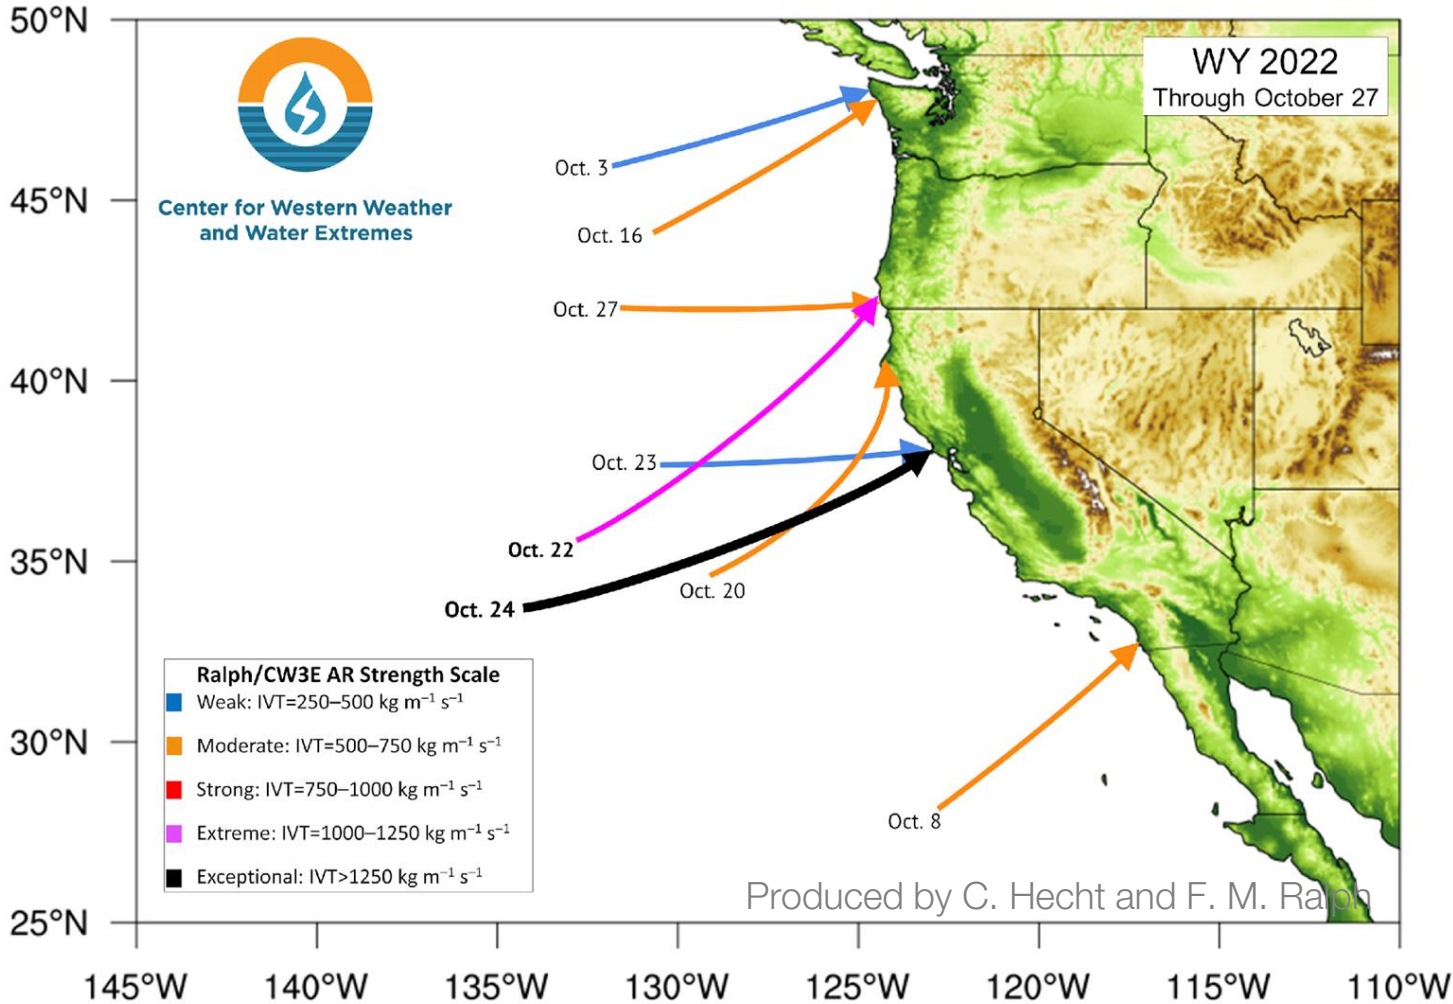 50°N
45°N
40°N
35°N
30°N
25°N
145°W 140°W 135°W 130°W 125°W 120°W 115°W 110°W
Center for Western Weather
and Water Extremes
WY 2022
Through October 27
Oct. 3
Oct. 16
Oct. 27
Oct. 23
Oct. 22
Oct. 20
Oct. 24
Oct. 8
Ralph/CW3E AR Strength Scale
Weak: IVT=250–500 kg m⁻¹ s⁻¹
Moderate: IVT=500–750 kg m⁻¹ s⁻¹
Strong: IVT=750–1000 kg m⁻¹ s⁻¹
Extreme: IVT=1000–1250 kg m⁻¹ s⁻¹
Exceptional: IVT>1250 kg m⁻¹ s⁻¹
Produced by C. Hecht and F. M. Ralph